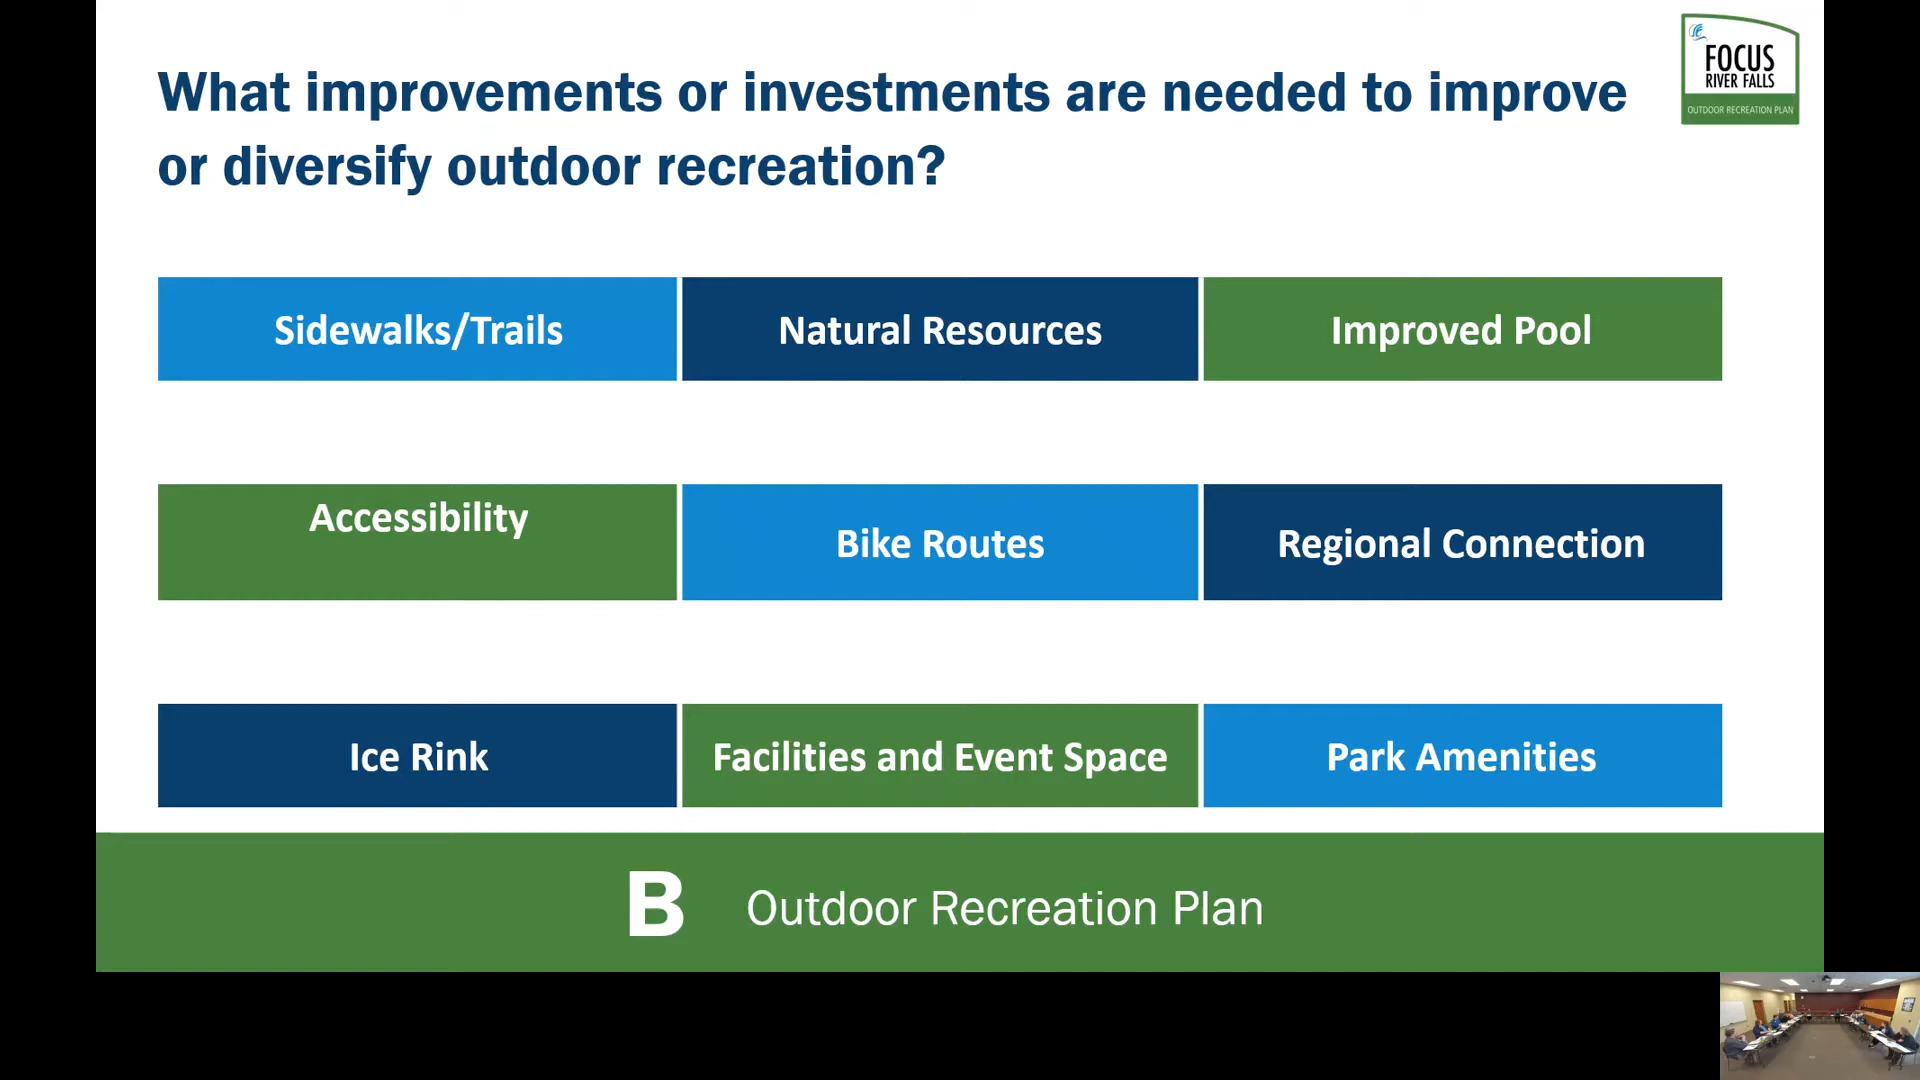 What improvements or investments are needed to improve
or diversify outdoor recreation?
FOCUS
RIVER FALLS
OUTDOOR RECREATION PLAN
Sidewalks/Trails
Natural Resources
Improved Pool
Accessibility
Bike Routes
Regional Connection
Ice Rink
Facilities and Event Space
Park Amenities
B Outdoor Recreation Plan